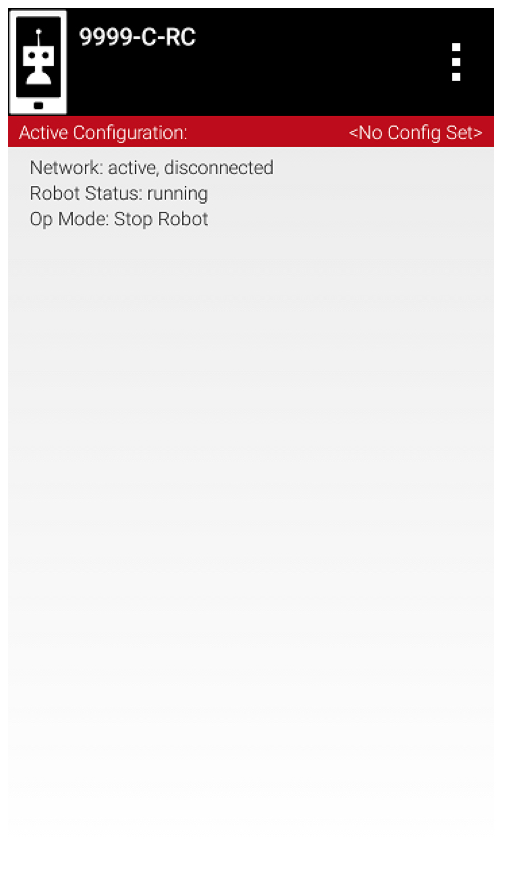 9999-C-RC
Active Configuration: <No Config Set>
Network: active, disconnected
Robot Status: running
Op Mode: Stop Robot